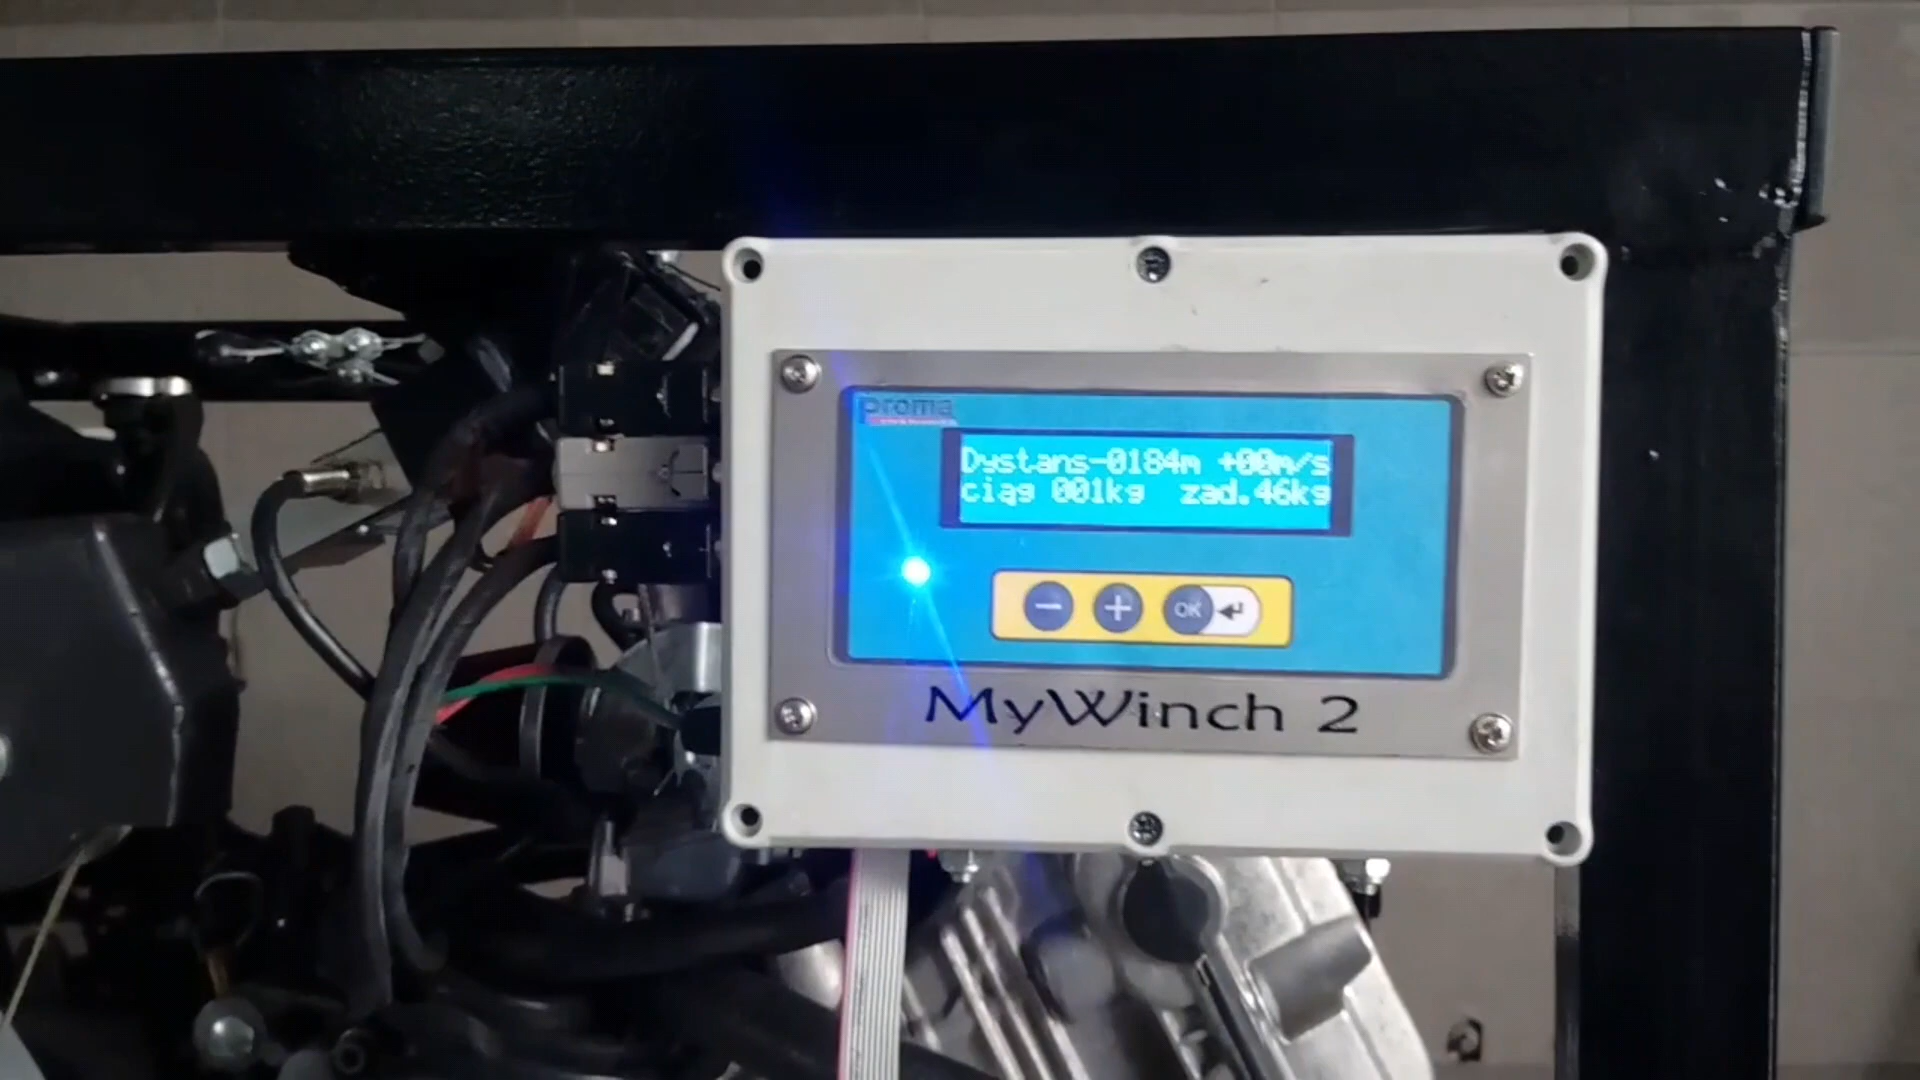 proma
Dystans-0184m +00m/s
ciąg 001kg zad.46kg
− + OK
MyWinch 2